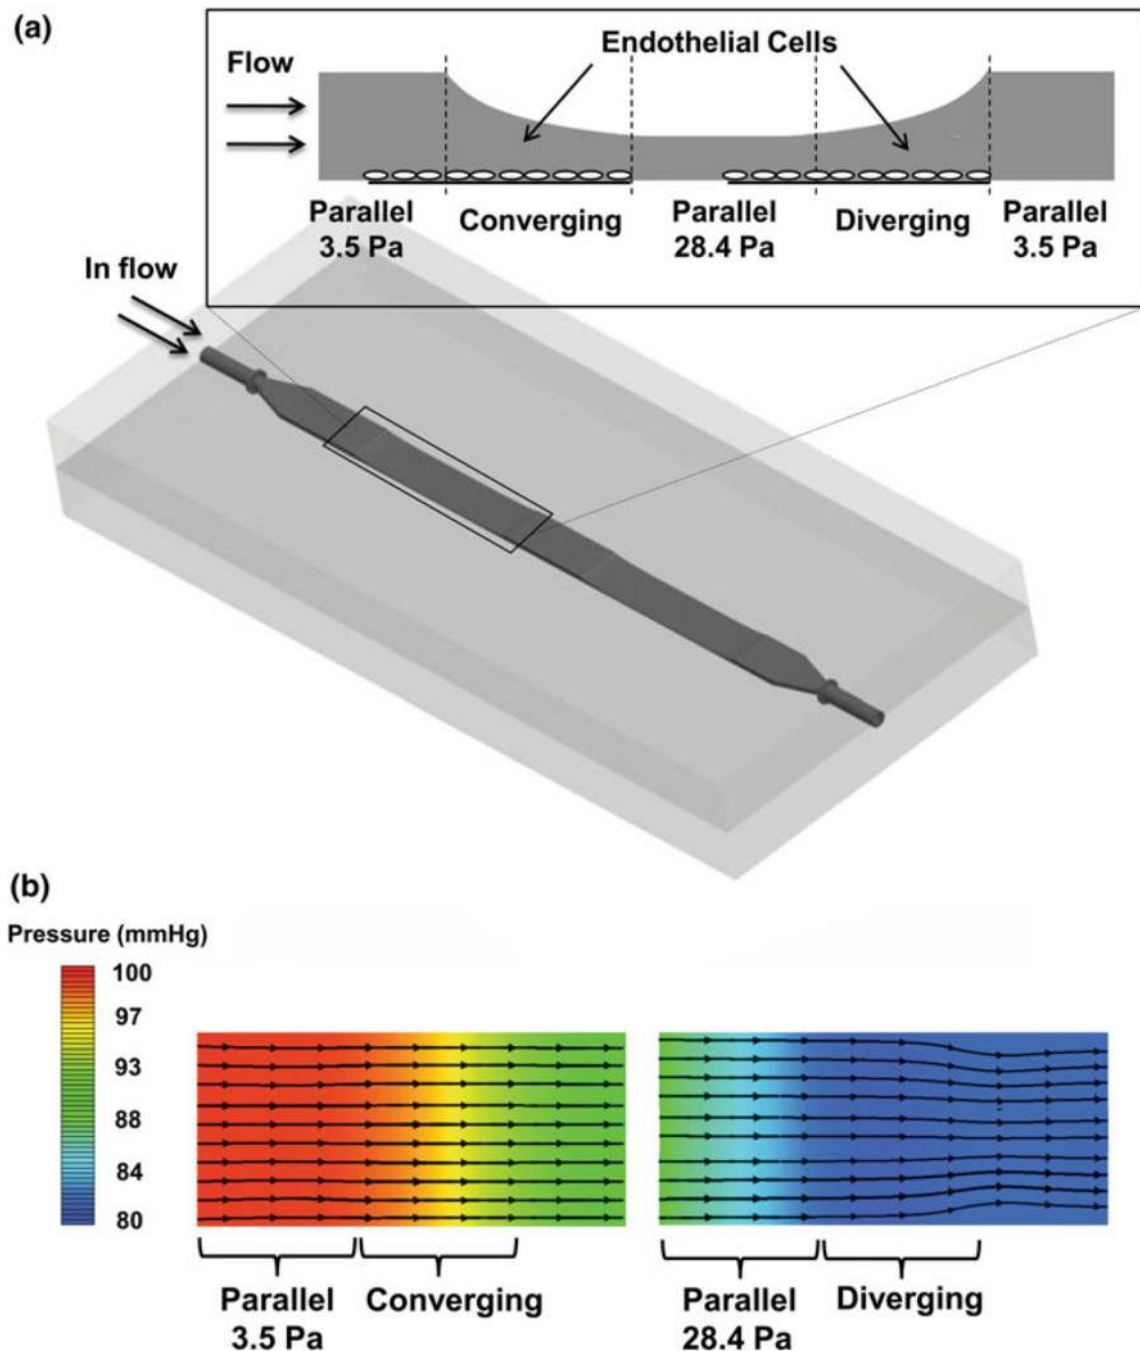 (a)
Endothelial Cells
Flow
Parallel
3.5 Pa
Converging
Parallel
28.4 Pa
Diverging
Parallel
3.5 Pa
In flow
(b)
Pressure (mmHg)
100
97
93
88
84
80
Parallel
3.5 Pa
Converging
Parallel
28.4 Pa
Diverging